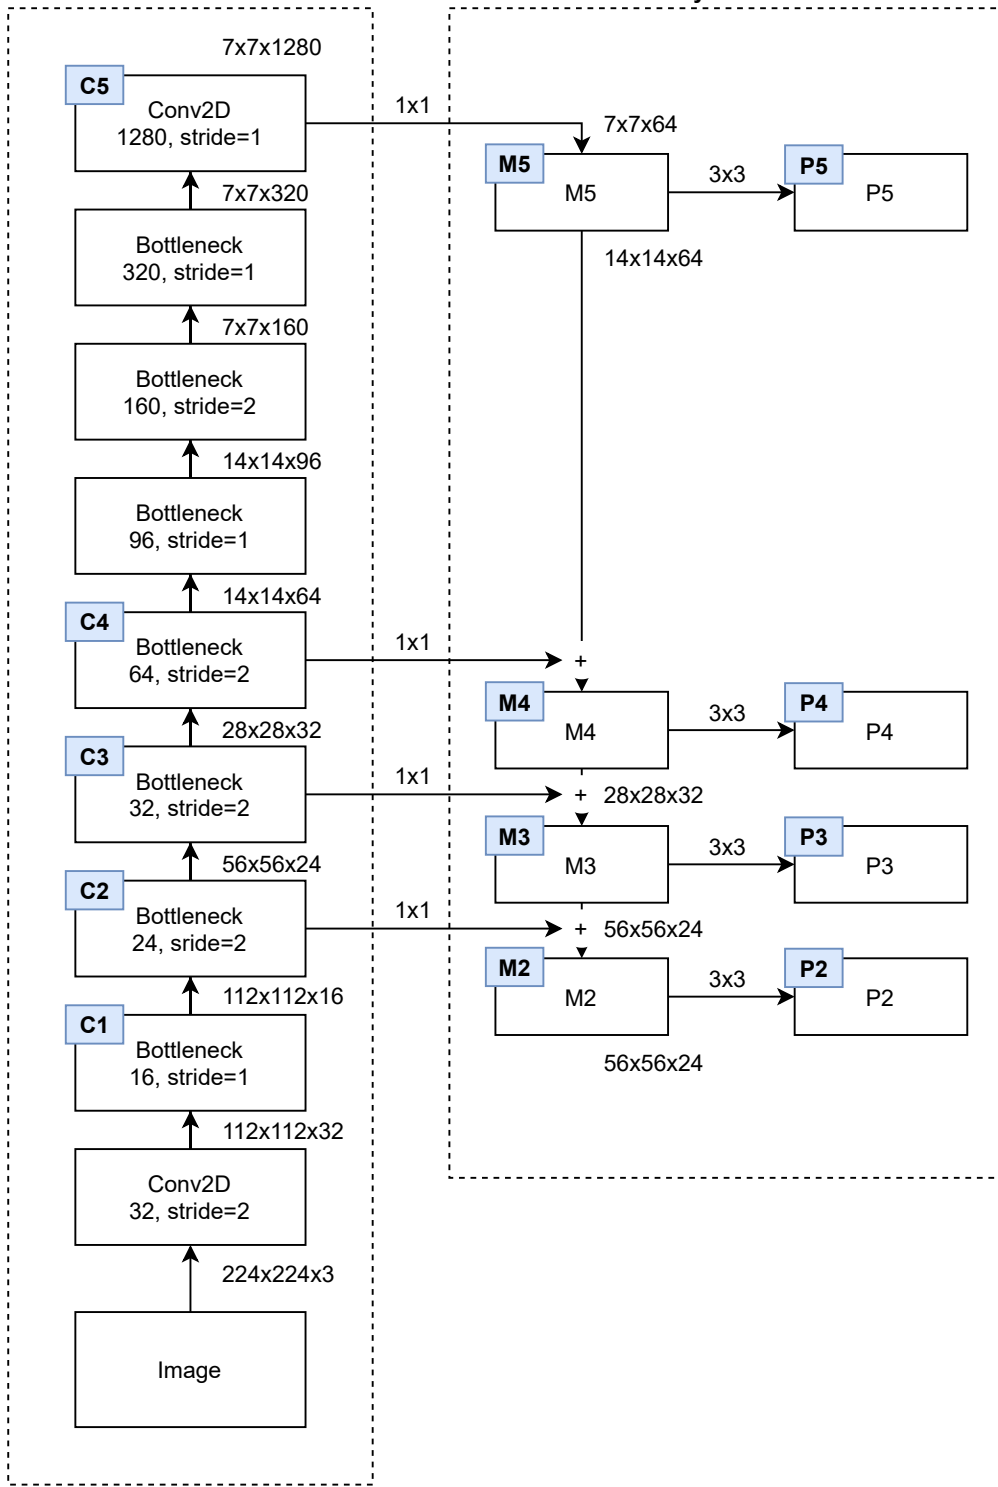 7x7x1280
C5
Conv2D
1280, stride=1
7x7x320
Bottleneck
320, stride=1
7x7x160
Bottleneck
160, stride=2
14x14x96
Bottleneck
96, stride=1
14x14x64
C4
Bottleneck
64, stride=2
28x28x32
C3
Bottleneck
32, stride=2
56x56x24
C2
Bottleneck
24, sride=2
112x112x16
C1
Bottleneck
16, stride=1
112x112x32
Conv2D
32, stride=2
224x224x3
Image
1x1
1x1
1x1
1x1
7x7x64
M5
M5
3x3
P5
P5
14x14x64
+
M4
M4
3x3
P4
P4
+ 28x28x32
M3
M3
3x3
P3
P3
+ 56x56x24
M2
M2
3x3
P2
P2
56x56x24